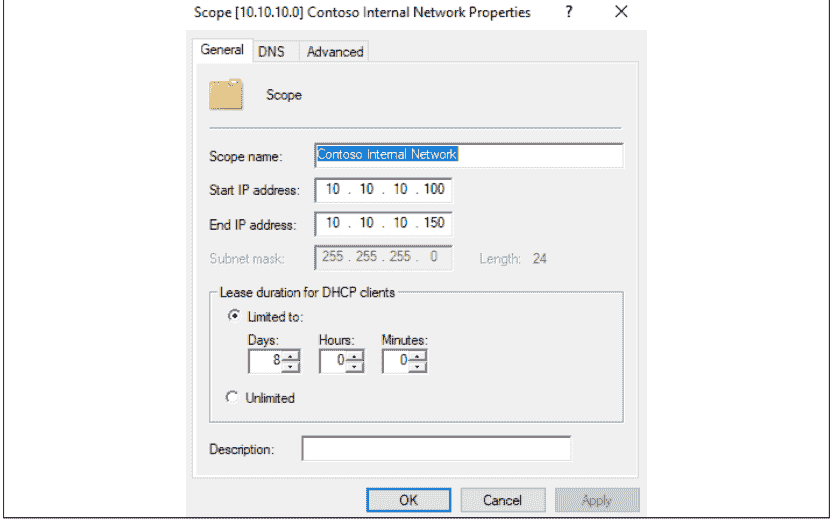 Scope [10.10.10.0] Contoso Internal Network Properties ? X
General DNS Advanced
Scope
Scope name: Contoso Internal Network
Start IP address: 10 . 10 . 10 . 100
End IP address: 10 . 10 . 10 . 150
Subnet mask: 255 . 255 . 255 . 0 Length: 24
Lease duration for DHCP clients
Limited to:
Days: Hours: Minutes:
8 0 0
Unlimited
Description:
OK Cancel Apply